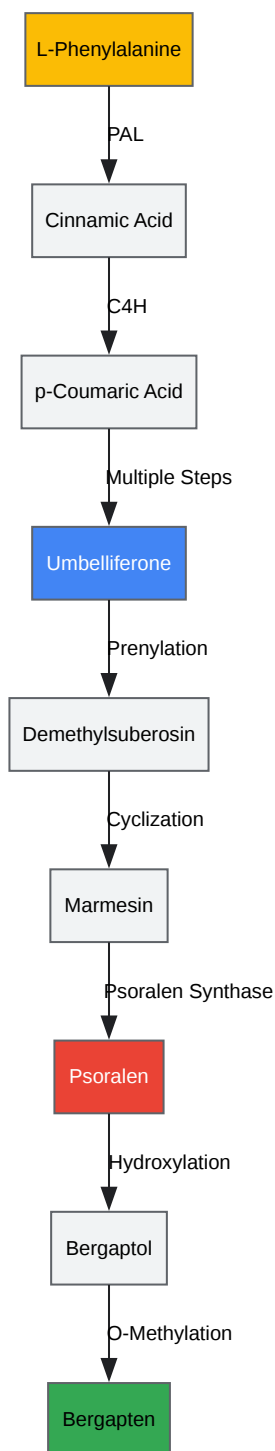 L-Phenylalanine
PAL
Cinnamic Acid
C4H
p-Coumaric Acid
Multiple Steps
Umbelliferone
Prenylation
Demethylsuberosin
Cyclization
Marmesin
Psoralen Synthase
Psoralen
Hydroxylation
Bergaptol
O-Methylation
Bergapten